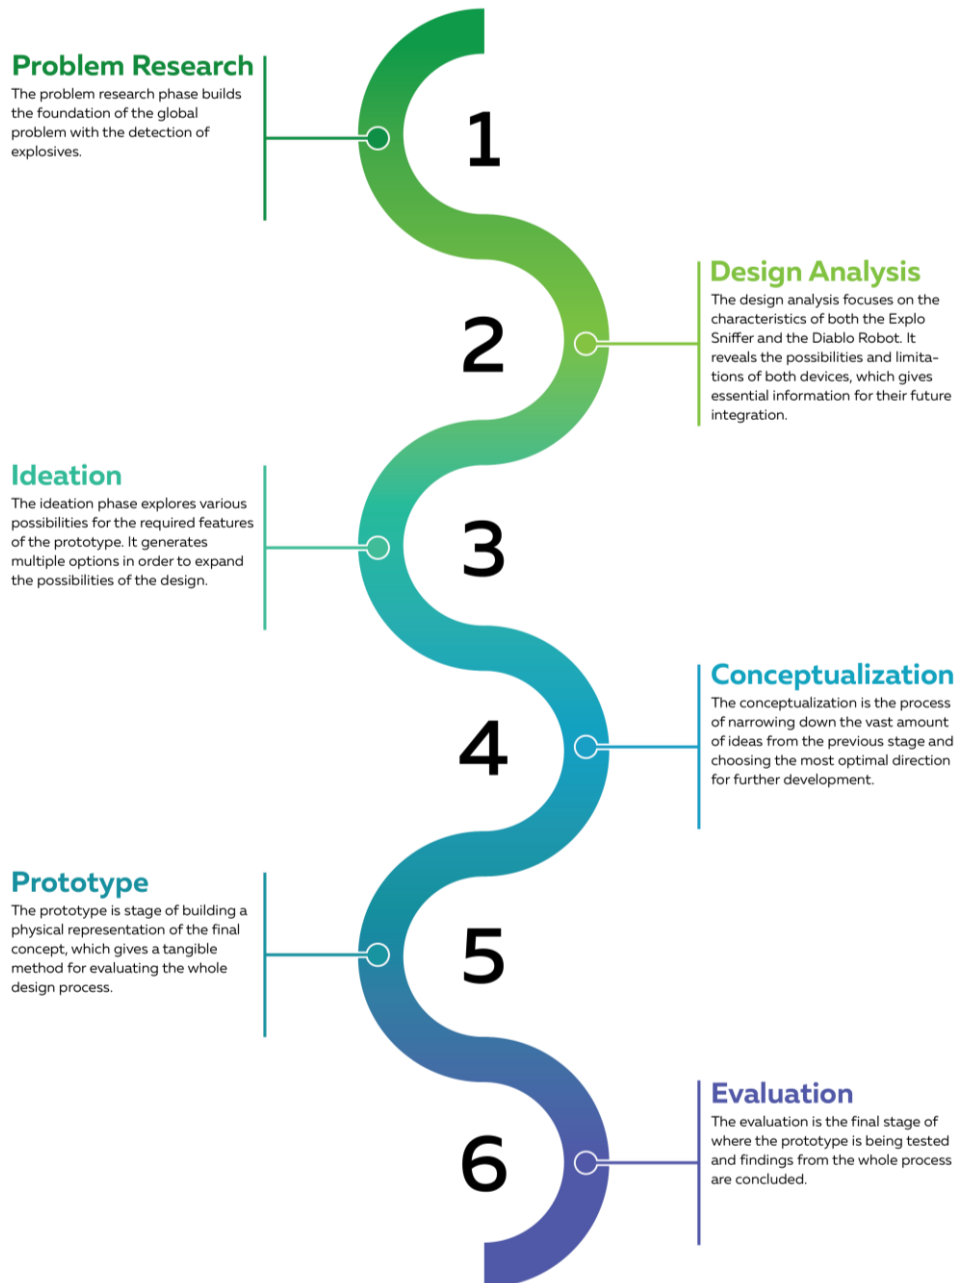 Problem Research
The problem research phase builds
the foundation of the global
problem with the detection of
explosives.
1
Design Analysis
The design analysis focuses on the
characteristics of both the Explo
Sniffer and the Diablo Robot. It
reveals the possibilities and limita-
tions of both devices, which gives
essential information for their future
integration.
2
Ideation
The ideation phase explores various
possibilities for the required features
of the prototype. It generates
multiple options in order to expand
the possibilities of the design.
3
Conceptualization
The conceptualization is the process
of narrowing down the vast amount
of ideas from the previous stage and
choosing the most optimal direction
for further development.
4
Prototype
The prototype is stage of building a
physical representation of the final
concept, which gives a tangible
method for evaluating the whole
design process.
5
Evaluation
The evaluation is the final stage of
where the prototype is being tested
and findings from the whole process
are concluded.
6